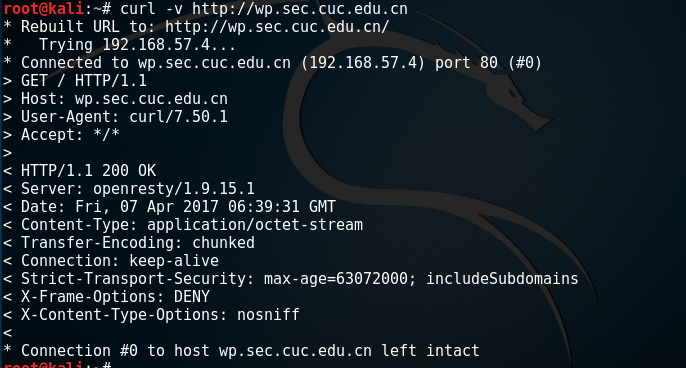 root@kali:~# curl -v http://wp.sec.cuc.edu.cn
* Rebuilt URL to: http://wp.sec.cuc.edu.cn/
*   Trying 192.168.57.4...
* Connected to wp.sec.cuc.edu.cn (192.168.57.4) port 80 (#0)
> GET / HTTP/1.1
> Host: wp.sec.cuc.edu.cn
> User-Agent: curl/7.50.1
> Accept: */*
>
< HTTP/1.1 200 OK
< Server: openresty/1.9.15.1
< Date: Fri, 07 Apr 2017 06:39:31 GMT
< Content-Type: application/octet-stream
< Transfer-Encoding: chunked
< Connection: keep-alive
< Strict-Transport-Security: max-age=63072000; includeSubdomains
< X-Frame-Options: DENY
< X-Content-Type-Options: nosniff
<
* Connection #0 to host wp.sec.cuc.edu.cn left intact
root@kali:~#